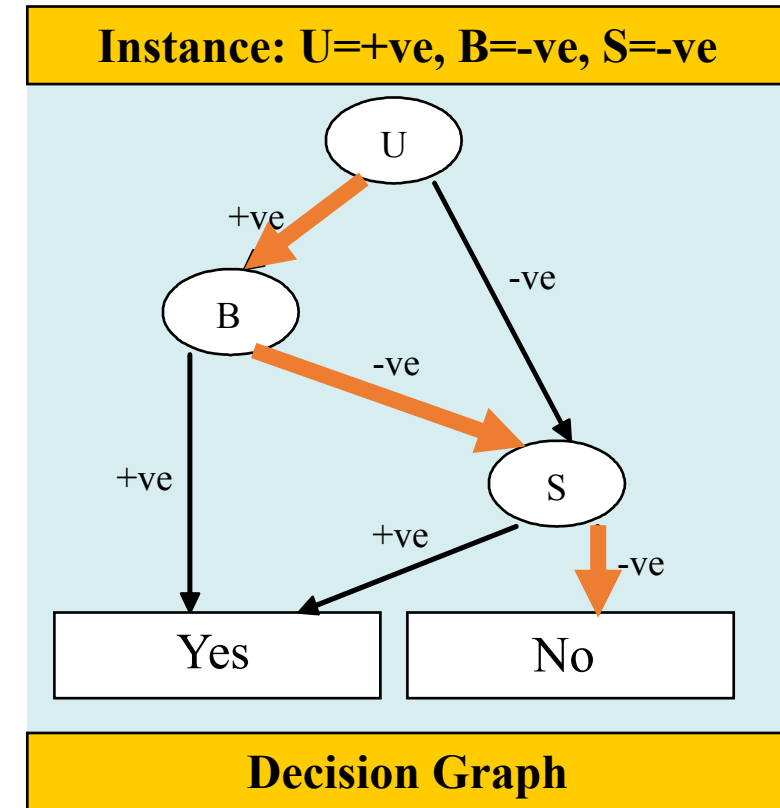 Instance: U=+ve, B=-ve, S=-ve
U
+ve
-ve
B
-ve
+ve
S
+ve
-ve
Yes
No
Decision Graph